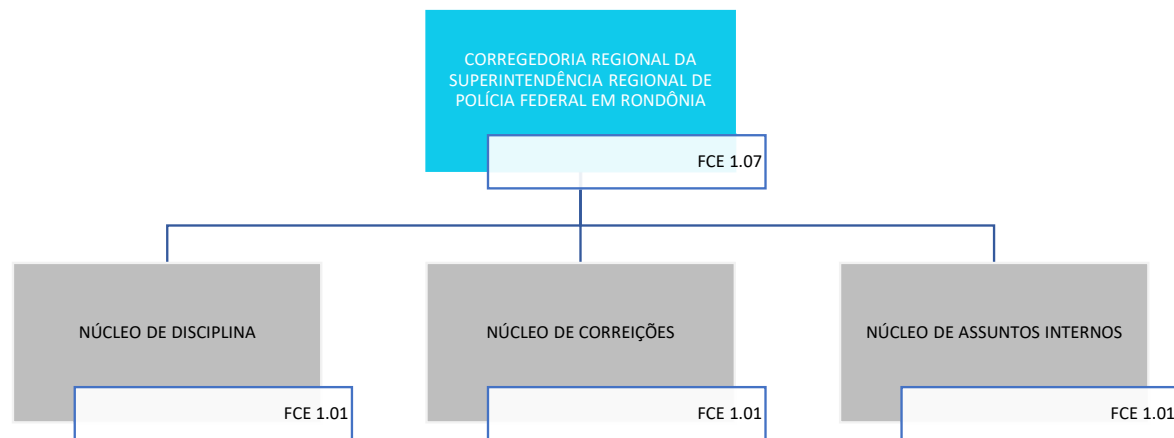 CORREGEDORIA REGIONAL DA
SUPERINTENDÊNCIA REGIONAL DE
POLÍCIA FEDERAL EM RONDÔNIA
FCE 1.07
NÚCLEO DE DISCIPLINA
FCE 1.01
NÚCLEO DE CORREIÇÕES
FCE 1.01
NÚCLEO DE ASSUNTOS INTERNOS
FCE 1.01